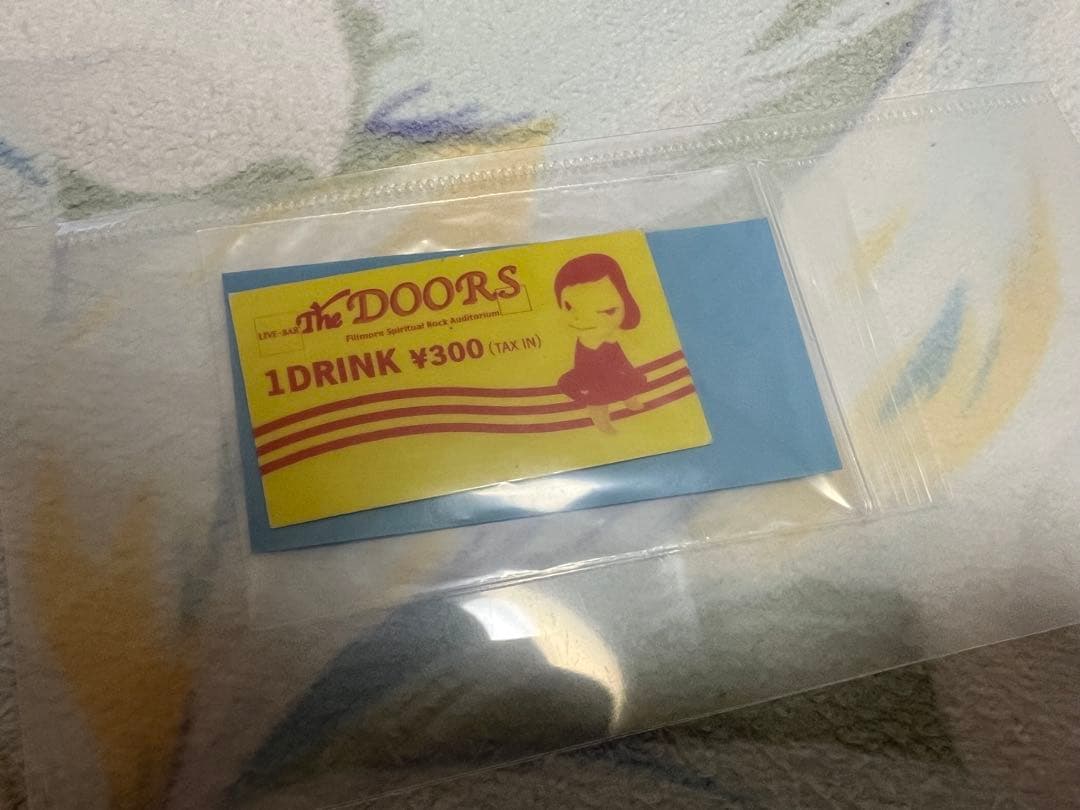 LIVE-BAR The DOORS
Fillmore Spiritual Rock Auditorium
1DRINK ¥300 (TAX IN)